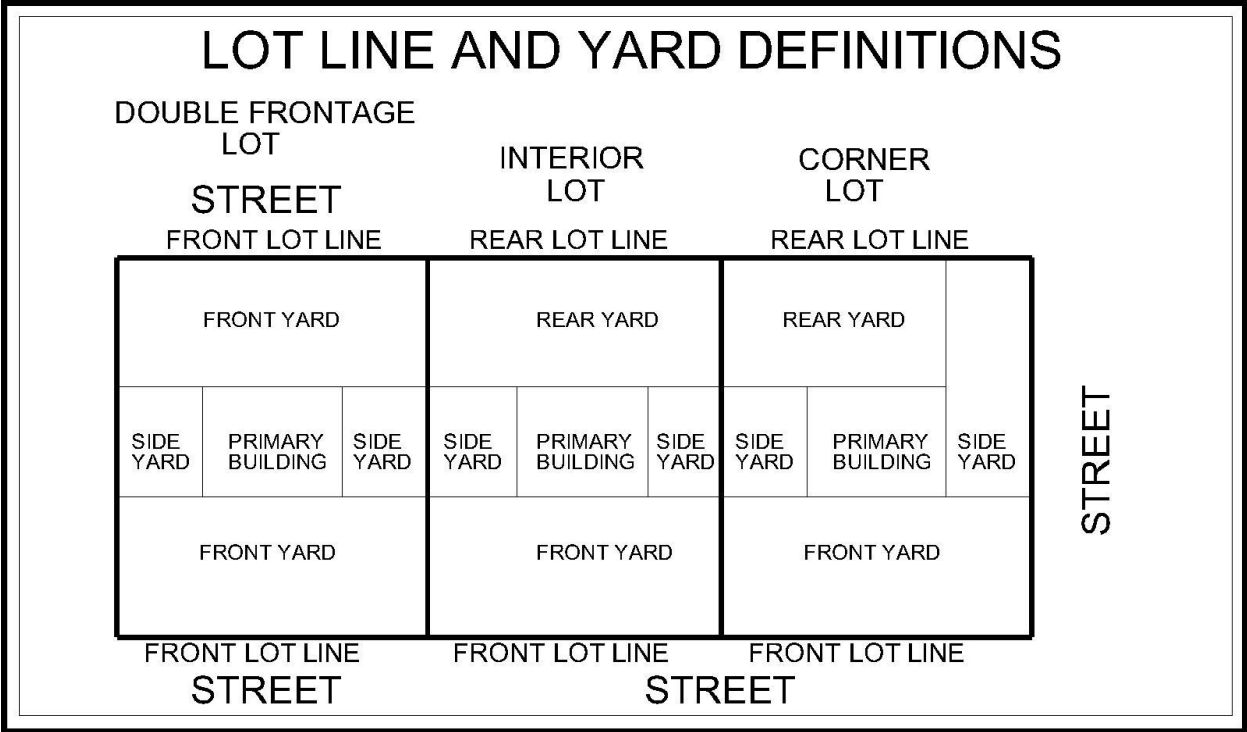 LOT LINE AND YARD DEFINITIONS
DOUBLE FRONTAGE
LOT
INTERIOR
LOT
CORNER
LOT
STREET
FRONT LOT LINE
REAR LOT LINE
REAR LOT LINE
FRONT YARD
REAR YARD
REAR YARD
SIDE
YARD
PRIMARY
BUILDING
SIDE
YARD
SIDE
YARD
PRIMARY
BUILDING
SIDE
YARD
SIDE
YARD
PRIMARY
BUILDING
SIDE
YARD
STREET
FRONT YARD
FRONT YARD
FRONT YARD
FRONT LOT LINE
FRONT LOT LINE
FRONT LOT LINE
STREET
STREET